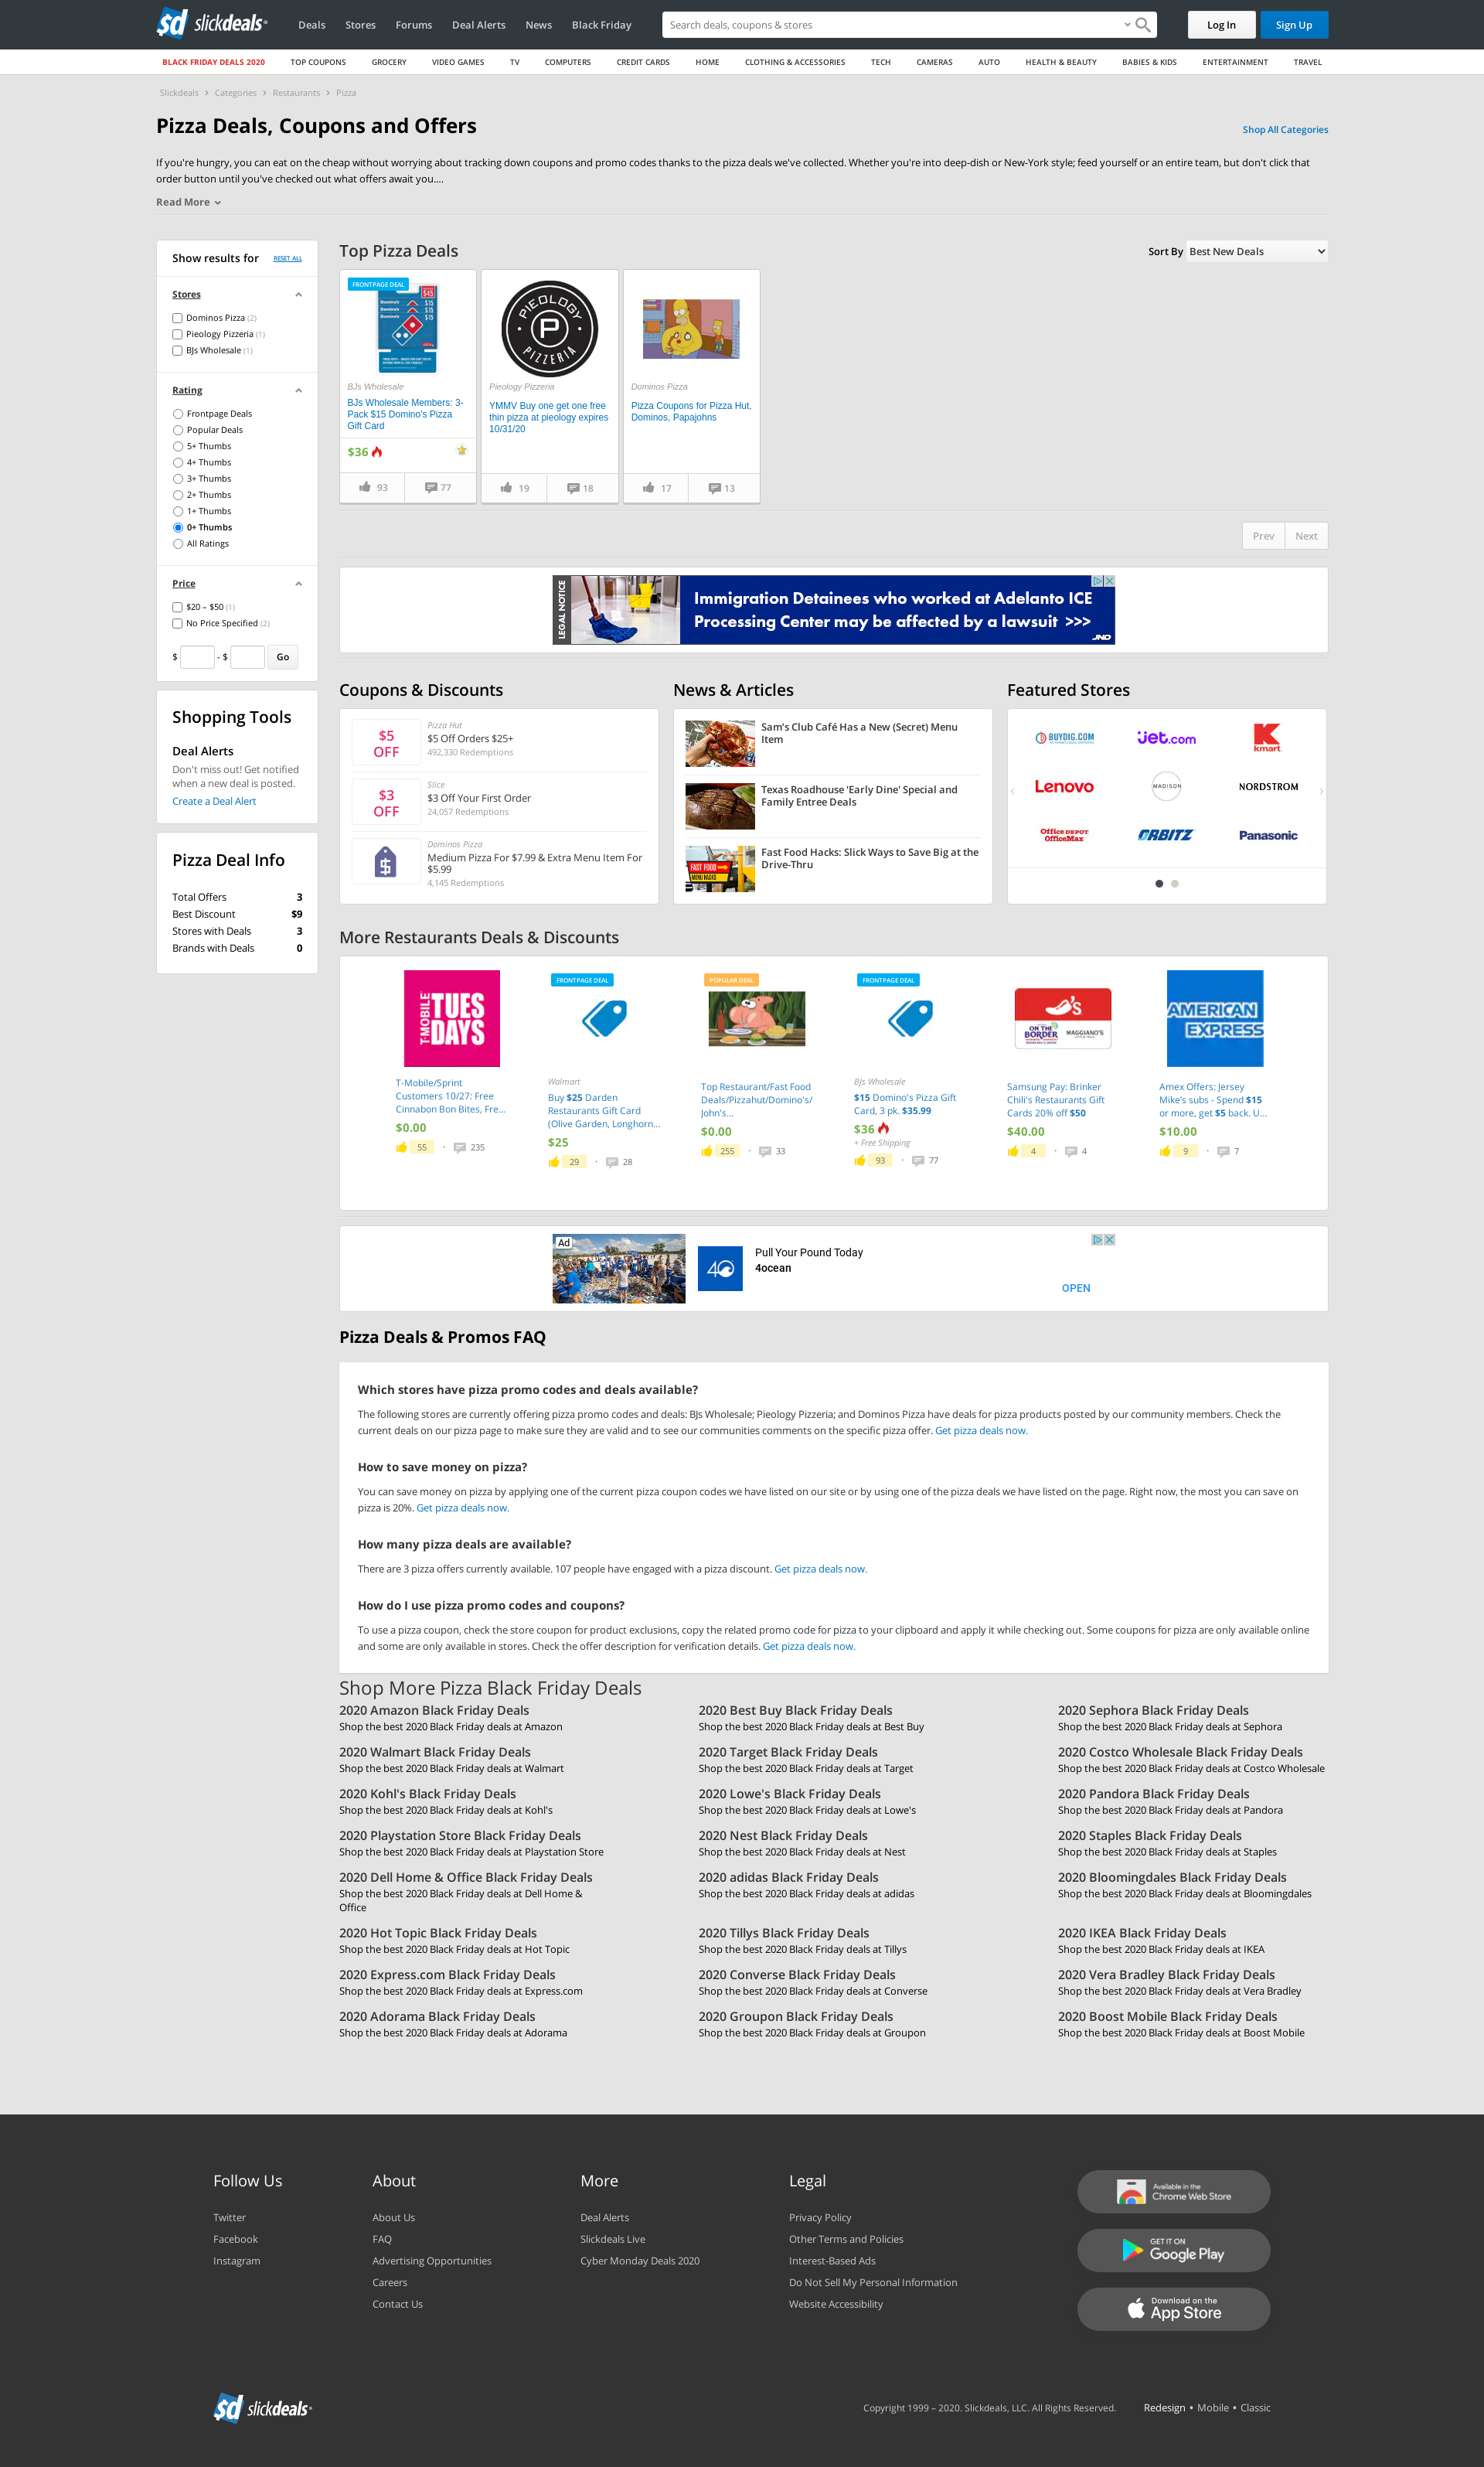 slickdeals
Deals
Stores
Forums
Deal Alerts
News
Black Friday
Search deals, coupons & stores
Log In
Sign Up
BLACK FRIDAY DEALS 2020
TOP COUPONS
GROCERY
VIDEO GAMES
TV
COMPUTERS
CREDIT CARDS
HOME
CLOTHING & ACCESSORIES
TECH
CAMERAS
AUTO
HEALTH & BEAUTY
BABIES & KIDS
ENTERTAINMENT
TRAVEL
Slickdeals › Categories › Restaurants › Pizza
Pizza Deals, Coupons and Offers
Shop All Categories
If you're hungry, you can eat on the cheap without worrying about tracking down coupons and promo codes thanks to the pizza deals we've collected. Whether you're into deep-dish or New-York style; feed yourself or an entire team, but don't click that
order button until you've checked out what offers await you....
Read More
Show results for
RESET ALL
Stores
Dominos Pizza (2)
Pieology Pizzeria (1)
BJs Wholesale (1)
Rating
Frontpage Deals
Popular Deals
5+ Thumbs
4+ Thumbs
3+ Thumbs
2+ Thumbs
1+ Thumbs
0+ Thumbs
All Ratings
Price
$20 – $50 (1)
No Price Specified (2)
$ - $ Go
Shopping Tools
Deal Alerts
Don't miss out! Get notified
when a new deal is posted.
Create a Deal Alert
Pizza Deal Info
Total Offers 3
Best Discount $9
Stores with Deals 3
Brands with Deals 0
Top Pizza Deals
Sort By Best New Deals
FRONTPAGE DEAL
$45
Domino's $15
Domino's $15
Domino's $15
BJs Wholesale
BJs Wholesale Members: 3-
Pack $15 Domino's Pizza
Gift Card
$36
93
77
PIEOLOGY
P
PIZZERIA
Pieology Pizzeria
YMMV Buy one get one free
thin pizza at pieology expires
10/31/20
19
18
Dominos Pizza
Pizza Coupons for Pizza Hut,
Dominos, Papajohns
17
13
Prev
Next
LEGAL NOTICE
Immigration Detainees who worked at Adelanto ICE
Processing Center may be affected by a lawsuit >>>
JND
Coupons & Discounts
$5
OFF
Pizza Hut
$5 Off Orders $25+
492,330 Redemptions
$3
OFF
Slice
$3 Off Your First Order
24,057 Redemptions
$
Dominos Pizza
Medium Pizza For $7.99 & Extra Menu Item For
$5.99
4,145 Redemptions
News & Articles
Sam's Club Café Has a New (Secret) Menu
Item
Texas Roadhouse 'Early Dine' Special and
Family Entree Deals
FAST FOOD
MENU HACKS
Fast Food Hacks: Slick Ways to Save Big at the
Drive-Thru
Featured Stores
BUYDIG.COM
jet.com
K
kmart
Lenovo
MADISON
NORDSTROM
Office DEPOT
OfficeMax
ORBITZ
Panasonic
More Restaurants Deals & Discounts
T-MOBILE
TUES
DAYS
T-Mobile/Sprint
Customers 10/27: Free
Cinnabon Bon Bites, Fre...
$0.00
55 · 235
FRONTPAGE DEAL
Walmart
Buy $25 Darden
Restaurants Gift Card
(Olive Garden, Longhorn...
$25
29 · 28
POPULAR DEAL
Top Restaurant/Fast Food
Deals/Pizzahut/Domino's/
John's...
$0.00
255 · 33
FRONTPAGE DEAL
BJs Wholesale
$15 Domino's Pizza Gift
Card, 3 pk. $35.99
$36
+ Free Shipping
93 · 77
ON THE BORDER
MAGGIANO'S
Samsung Pay: Brinker
Chili's Restaurants Gift
Cards 20% off $50
$40.00
4 · 4
AMERICAN
EXPRESS
Amex Offers: Jersey
Mike's subs - Spend $15
or more, get $5 back. U...
$10.00
9 · 7
Ad
40
Pull Your Pound Today
4ocean
OPEN
Pizza Deals & Promos FAQ
Which stores have pizza promo codes and deals available?
The following stores are currently offering pizza promo codes and deals: BJs Wholesale; Pieology Pizzeria; and Dominos Pizza have deals for pizza products posted by our community members. Check the
current deals on our pizza page to make sure they are valid and to see our communities comments on the specific pizza offer. Get pizza deals now.
How to save money on pizza?
You can save money on pizza by applying one of the current pizza coupon codes we have listed on our site or by using one of the pizza deals we have listed on the page. Right now, the most you can save on
pizza is 20%. Get pizza deals now.
How many pizza deals are available?
There are 3 pizza offers currently available. 107 people have engaged with a pizza discount. Get pizza deals now.
How do I use pizza promo codes and coupons?
To use a pizza coupon, check the store coupon for product exclusions, copy the related promo code for pizza to your clipboard and apply it while checking out. Some coupons for pizza are only available online
and some are only available in stores. Check the offer description for verification details. Get pizza deals now.
Shop More Pizza Black Friday Deals
2020 Amazon Black Friday Deals
Shop the best 2020 Black Friday deals at Amazon
2020 Best Buy Black Friday Deals
Shop the best 2020 Black Friday deals at Best Buy
2020 Sephora Black Friday Deals
Shop the best 2020 Black Friday deals at Sephora
2020 Walmart Black Friday Deals
Shop the best 2020 Black Friday deals at Walmart
2020 Target Black Friday Deals
Shop the best 2020 Black Friday deals at Target
2020 Costco Wholesale Black Friday Deals
Shop the best 2020 Black Friday deals at Costco Wholesale
2020 Kohl's Black Friday Deals
Shop the best 2020 Black Friday deals at Kohl's
2020 Lowe's Black Friday Deals
Shop the best 2020 Black Friday deals at Lowe's
2020 Pandora Black Friday Deals
Shop the best 2020 Black Friday deals at Pandora
2020 Playstation Store Black Friday Deals
Shop the best 2020 Black Friday deals at Playstation Store
2020 Nest Black Friday Deals
Shop the best 2020 Black Friday deals at Nest
2020 Staples Black Friday Deals
Shop the best 2020 Black Friday deals at Staples
2020 Dell Home & Office Black Friday Deals
Shop the best 2020 Black Friday deals at Dell Home &
Office
2020 adidas Black Friday Deals
Shop the best 2020 Black Friday deals at adidas
2020 Bloomingdales Black Friday Deals
Shop the best 2020 Black Friday deals at Bloomingdales
2020 Hot Topic Black Friday Deals
Shop the best 2020 Black Friday deals at Hot Topic
2020 Tillys Black Friday Deals
Shop the best 2020 Black Friday deals at Tillys
2020 IKEA Black Friday Deals
Shop the best 2020 Black Friday deals at IKEA
2020 Express.com Black Friday Deals
Shop the best 2020 Black Friday deals at Express.com
2020 Converse Black Friday Deals
Shop the best 2020 Black Friday deals at Converse
2020 Vera Bradley Black Friday Deals
Shop the best 2020 Black Friday deals at Vera Bradley
2020 Adorama Black Friday Deals
Shop the best 2020 Black Friday deals at Adorama
2020 Groupon Black Friday Deals
Shop the best 2020 Black Friday deals at Groupon
2020 Boost Mobile Black Friday Deals
Shop the best 2020 Black Friday deals at Boost Mobile
Follow Us
Twitter
Facebook
Instagram
About
About Us
FAQ
Advertising Opportunities
Careers
Contact Us
More
Deal Alerts
Slickdeals Live
Cyber Monday Deals 2020
Legal
Privacy Policy
Other Terms and Policies
Interest-Based Ads
Do Not Sell My Personal Information
Website Accessibility
Available in the
Chrome Web Store
GET IT ON
Google Play
Download on the
App Store
slickdeals
Copyright 1999 – 2020. Slickdeals, LLC. All Rights Reserved.
Redesign • Mobile • Classic